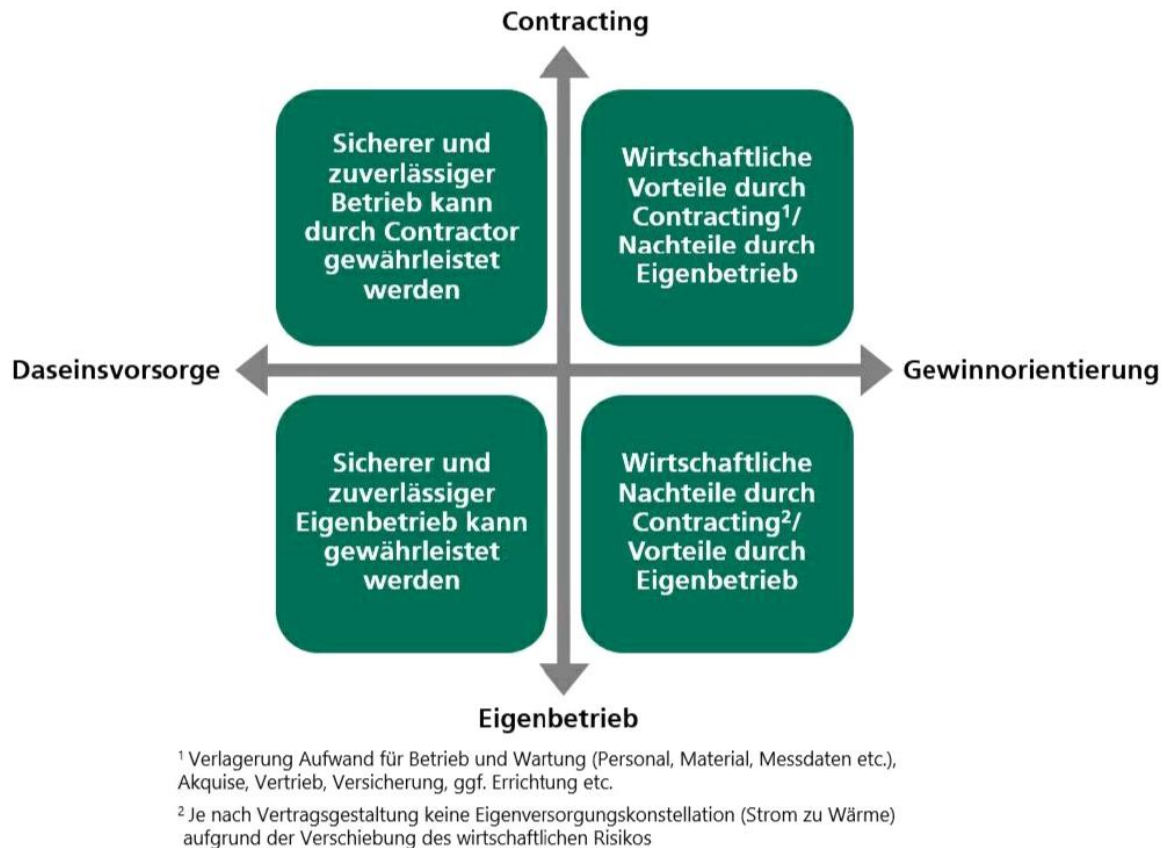 Contracting
Sicherer und
zuverlässiger
Betrieb kann
durch Contractor
gewährleistet
werden
Wirtschaftliche
Vorteile durch
Contracting¹/
Nachteile durch
Eigenbetrieb
Daseinsvorsorge
Gewinnorientierung
Sicherer und
zuverlässiger
Eigenbetrieb kann
gewährleistet
werden
Wirtschaftliche
Nachteile durch
Contracting²/
Vorteile durch
Eigenbetrieb
Eigenbetrieb
¹ Verlagerung Aufwand für Betrieb und Wartung (Personal, Material, Messdaten etc.),
Akquise, Vertrieb, Versicherung, ggf. Errichtung etc.
² Je nach Vertragsgestaltung keine Eigenversorgungskonstellation (Strom zu Wärme)
aufgrund der Verschiebung des wirtschaftlichen Risikos